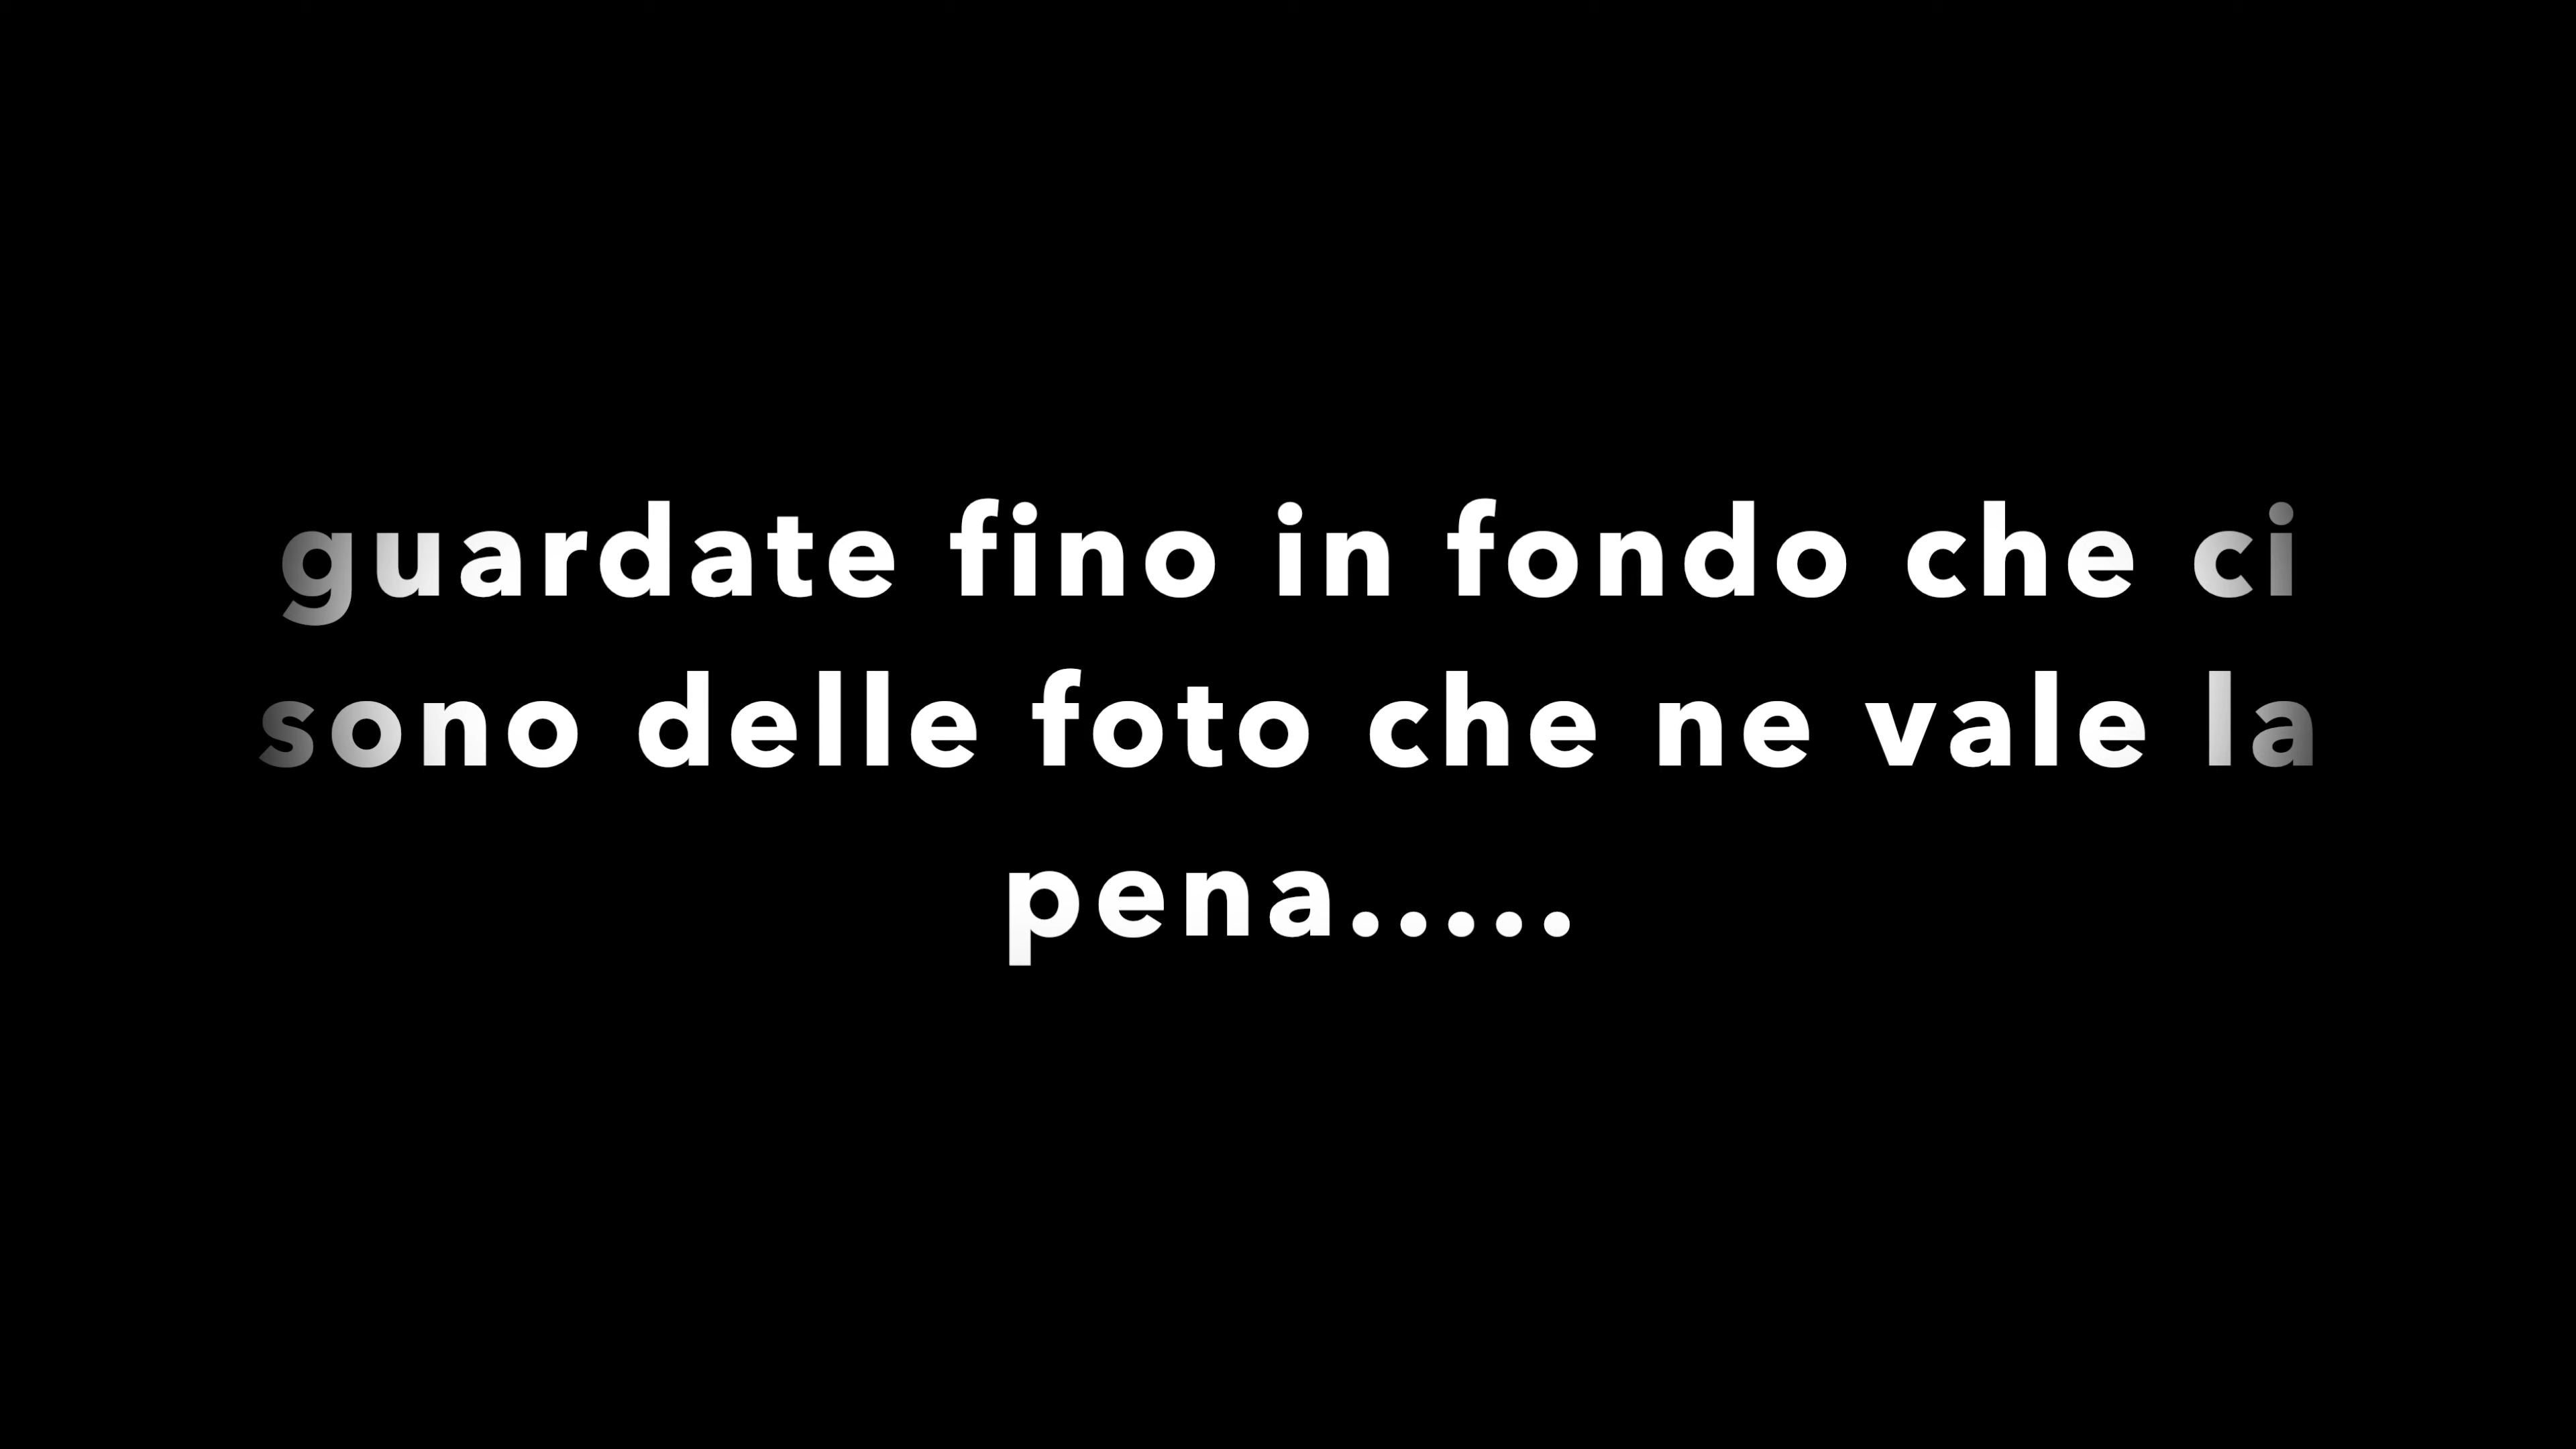 guardate fino in fondo che ci
sono delle foto che ne vale la
pena.....